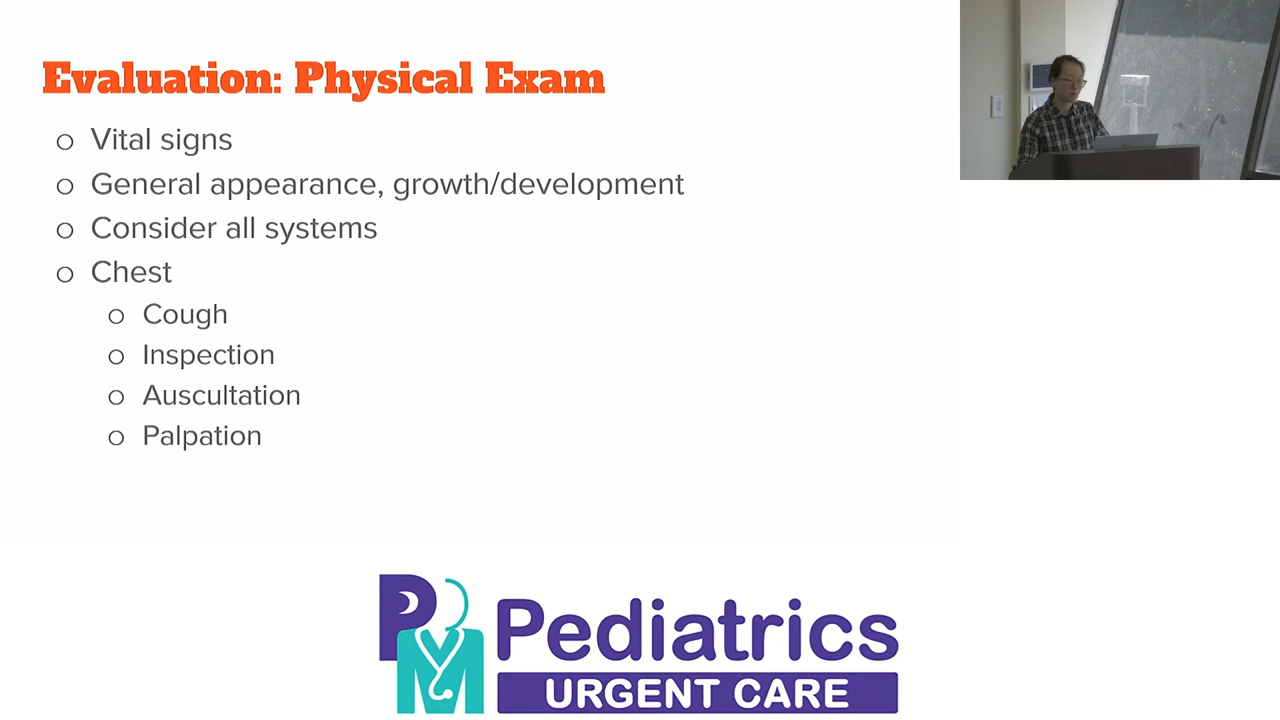 Evaluation: Physical Exam
Vital signs
General appearance, growth/development
Consider all systems
Chest
Cough
Inspection
Auscultation
Palpation
PM Pediatrics
URGENT CARE